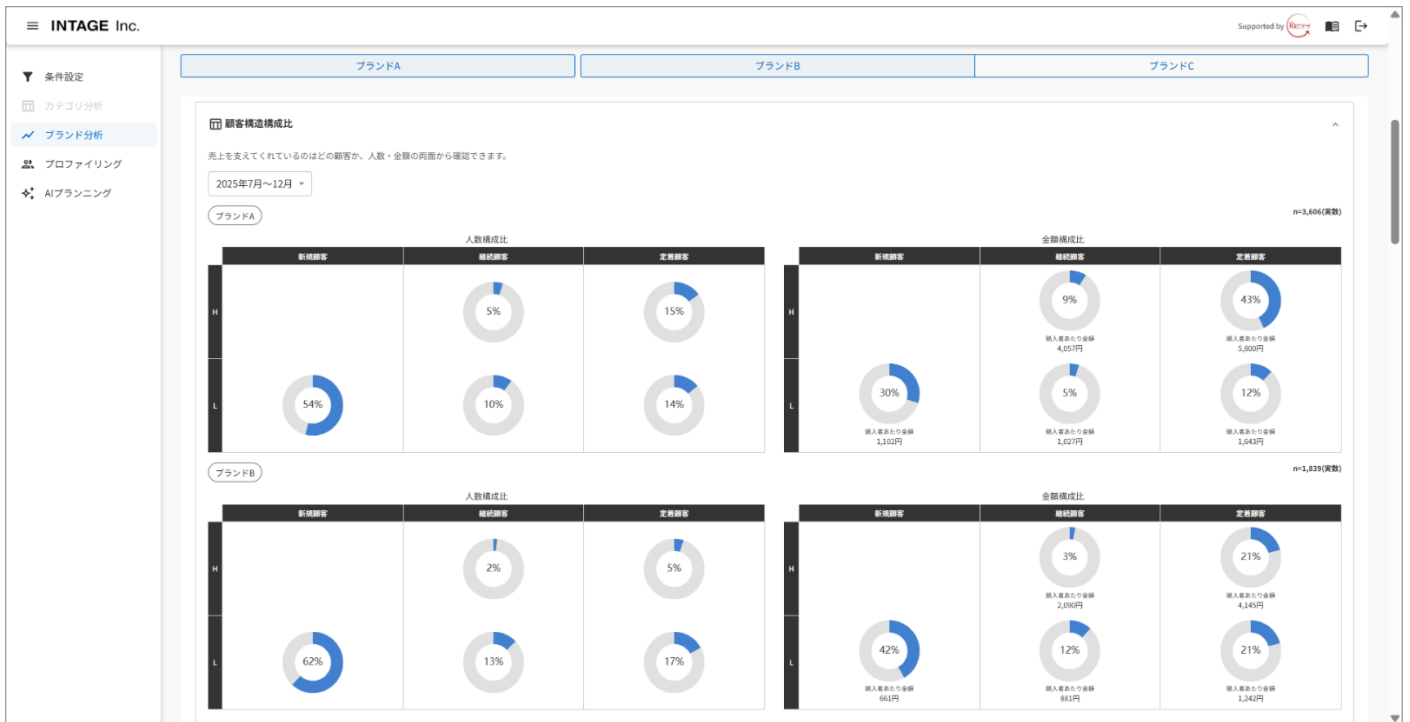 INTAGE Inc.
Supported by
条件設定
カテゴリ分析
ブランド分析
プロファイリング
AIプランニング
ブランドA ブランドB ブランドC
顧客構造構成比
売上を支えてくれているのはどの顧客か、人数・金額の両面から確認できます。
2025年7月～12月
ブランドA
n=3,606(実数)
人数構成比
新規顧客 継続顧客 定着顧客
H
5% 15%
L
54% 10% 14%
金額構成比
新規顧客 継続顧客 定着顧客
H
9% 43%
購入者あたり金額 購入者あたり金額
4,057円 5,800円
L
30% 5% 12%
購入者あたり金額 購入者あたり金額 購入者あたり金額
1,102円 1,027円 1,643円
ブランドB
n=1,839(実数)
人数構成比
新規顧客 継続顧客 定着顧客
H
2% 5%
L
62% 13% 17%
金額構成比
新規顧客 継続顧客 定着顧客
H
3% 21%
購入者あたり金額 購入者あたり金額
2,090円 4,145円
L
42% 12% 21%
購入者あたり金額 購入者あたり金額 購入者あたり金額
661円 881円 1,242円